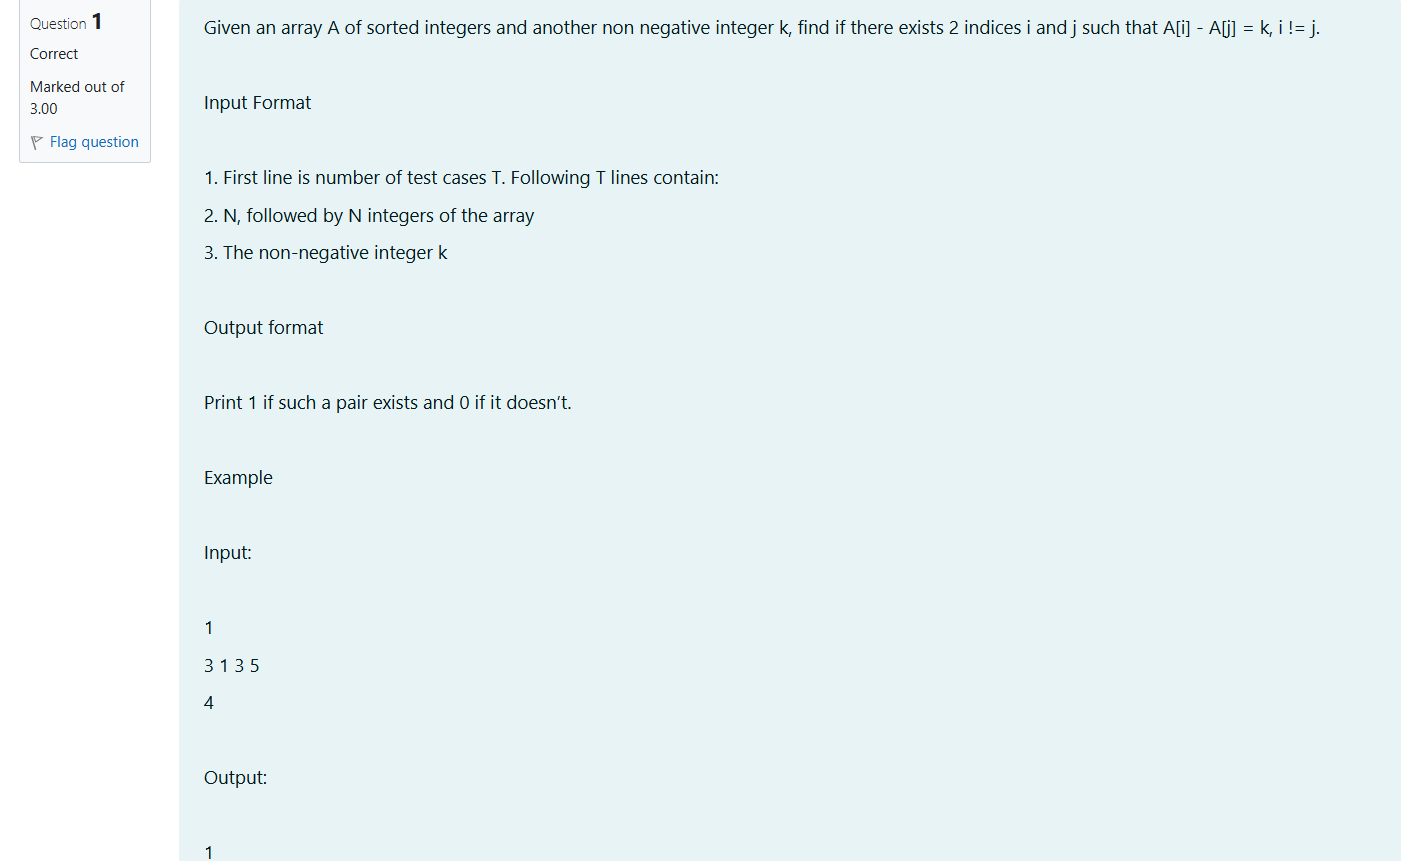 Question 1
Correct
Marked out of
3.00
Flag question
Given an array A of sorted integers and another non negative integer k, find if there exists 2 indices i and j such that A[i] - A[j] = k, i != j.
Input Format
1. First line is number of test cases T. Following T lines contain:
2. N, followed by N integers of the array
3. The non-negative integer k
Output format
Print 1 if such a pair exists and 0 if it doesn’t.
Example
Input:
1
3 1 3 5
4
Output:
1